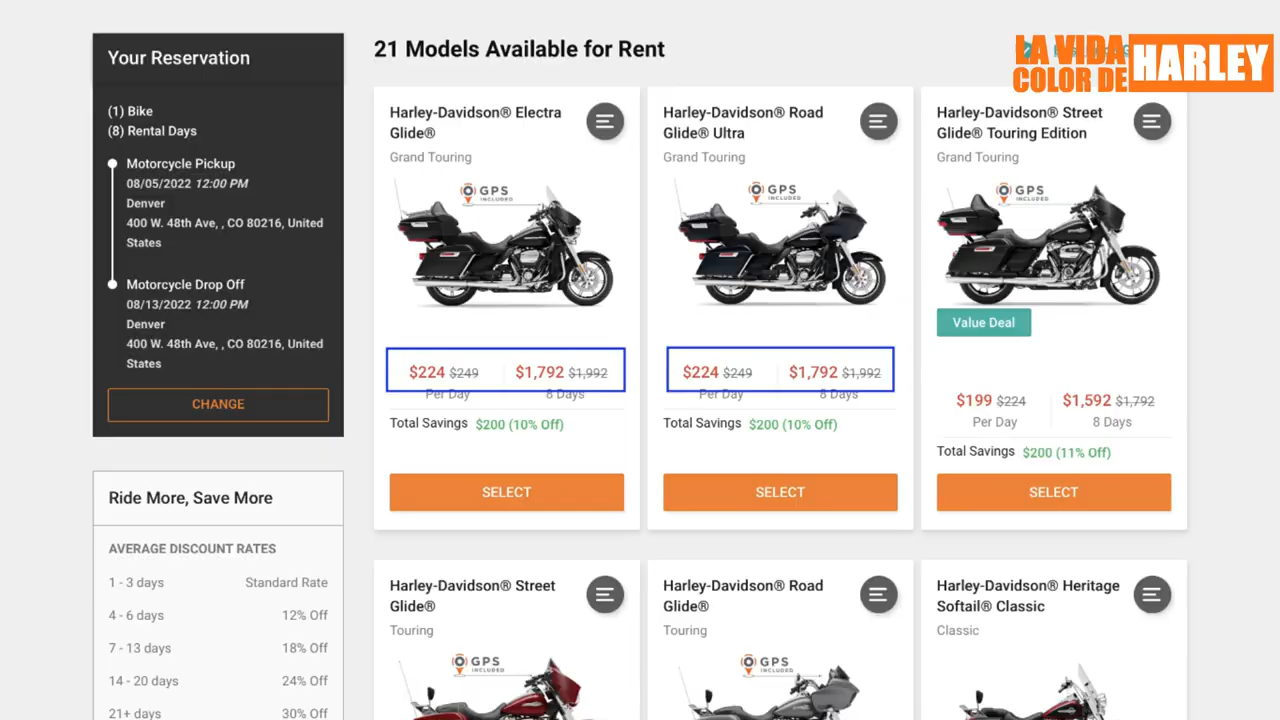 Your Reservation
(1) Bike
(8) Rental Days
Motorcycle Pickup
08/05/2022 12:00 PM
Denver
400 W. 48th Ave, , CO 80216, United
States
Motorcycle Drop Off
08/13/2022 12:00 PM
Denver
400 W. 48th Ave, , CO 80216, United
States
CHANGE
Ride More, Save More
AVERAGE DISCOUNT RATES
1 - 3 days Standard Rate
4 - 6 days 12% Off
7 - 13 days 18% Off
14 - 20 days 24% Off
21+ days 30% Off
21 Models Available for Rent
LA VIDA
COLOR DE
HARLEY
Harley-Davidson® Electra
Glide®
Grand Touring
GPS
INCLUDED
$224 $249 $1,792 $1,992
Per Day 8 Days
Total Savings $200 (10% Off)
SELECT
Harley-Davidson® Road
Glide® Ultra
Grand Touring
GPS
INCLUDED
$224 $249 $1,792 $1,992
Per Day 8 Days
Total Savings $200 (10% Off)
SELECT
Harley-Davidson® Street
Glide® Touring Edition
Grand Touring
GPS
INCLUDED
Value Deal
$199 $224 $1,592 $1,792
Per Day 8 Days
Total Savings $200 (11% Off)
SELECT
Harley-Davidson® Street
Glide®
Touring
GPS
INCLUDED
Harley-Davidson® Road
Glide®
Touring
GPS
INCLUDED
Harley-Davidson® Heritage
Softail® Classic
Classic